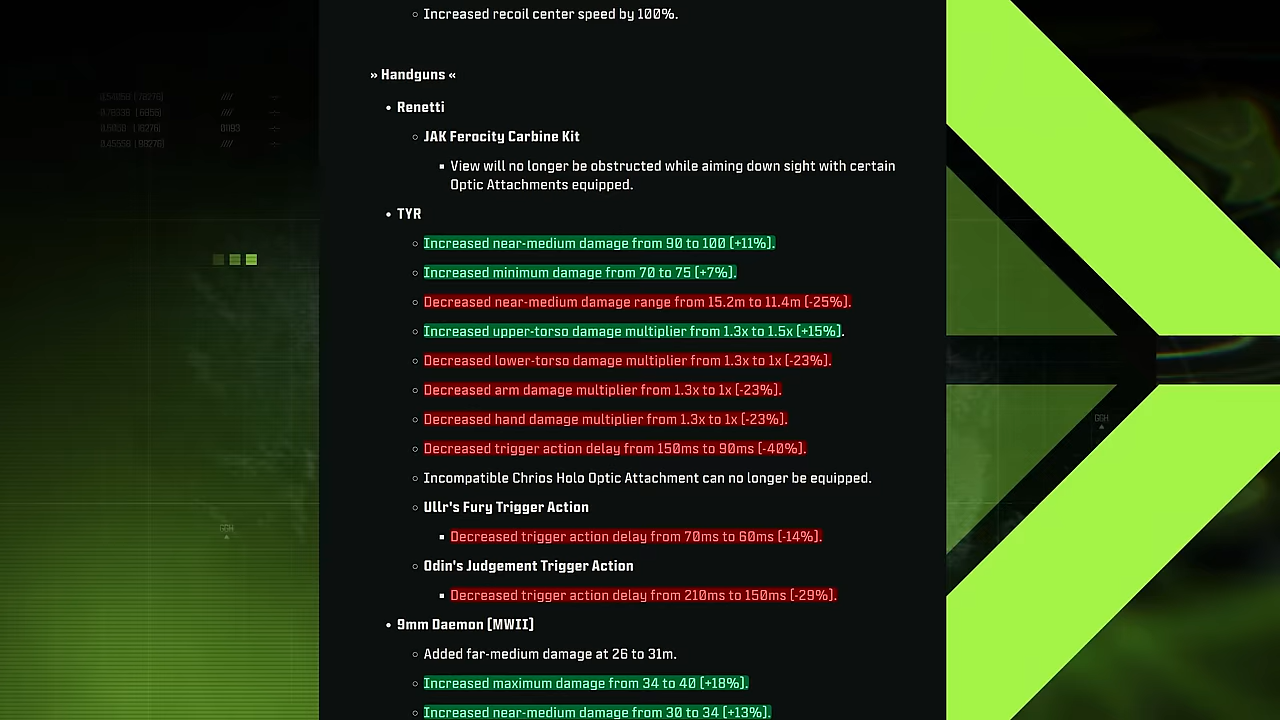 Increased recoil center speed by 100%.
» Handguns «
Renetti
JAK Ferocity Carbine Kit
View will no longer be obstructed while aiming down sight with certain
Optic Attachments equipped.
TYR
Increased near-medium damage from 90 to 100 (+11%).
Increased minimum damage from 70 to 75 (+7%).
Decreased near-medium damage range from 15.2m to 11.4m (-25%).
Increased upper-torso damage multiplier from 1.3x to 1.5x (+15%).
Decreased lower-torso damage multiplier from 1.3x to 1x (-23%).
Decreased arm damage multiplier from 1.3x to 1x (-23%).
Decreased hand damage multiplier from 1.3x to 1x (-23%).
Decreased trigger action delay from 150ms to 90ms (-40%).
Incompatible Chrios Holo Optic Attachment can no longer be equipped.
Ullr's Fury Trigger Action
Decreased trigger action delay from 70ms to 60ms (-14%).
Odin's Judgement Trigger Action
Decreased trigger action delay from 210ms to 150ms (-29%).
9mm Daemon [MWII]
Added far-medium damage at 26 to 31m.
Increased maximum damage from 34 to 40 (+18%).
Increased near-medium damage from 30 to 34 (+13%).